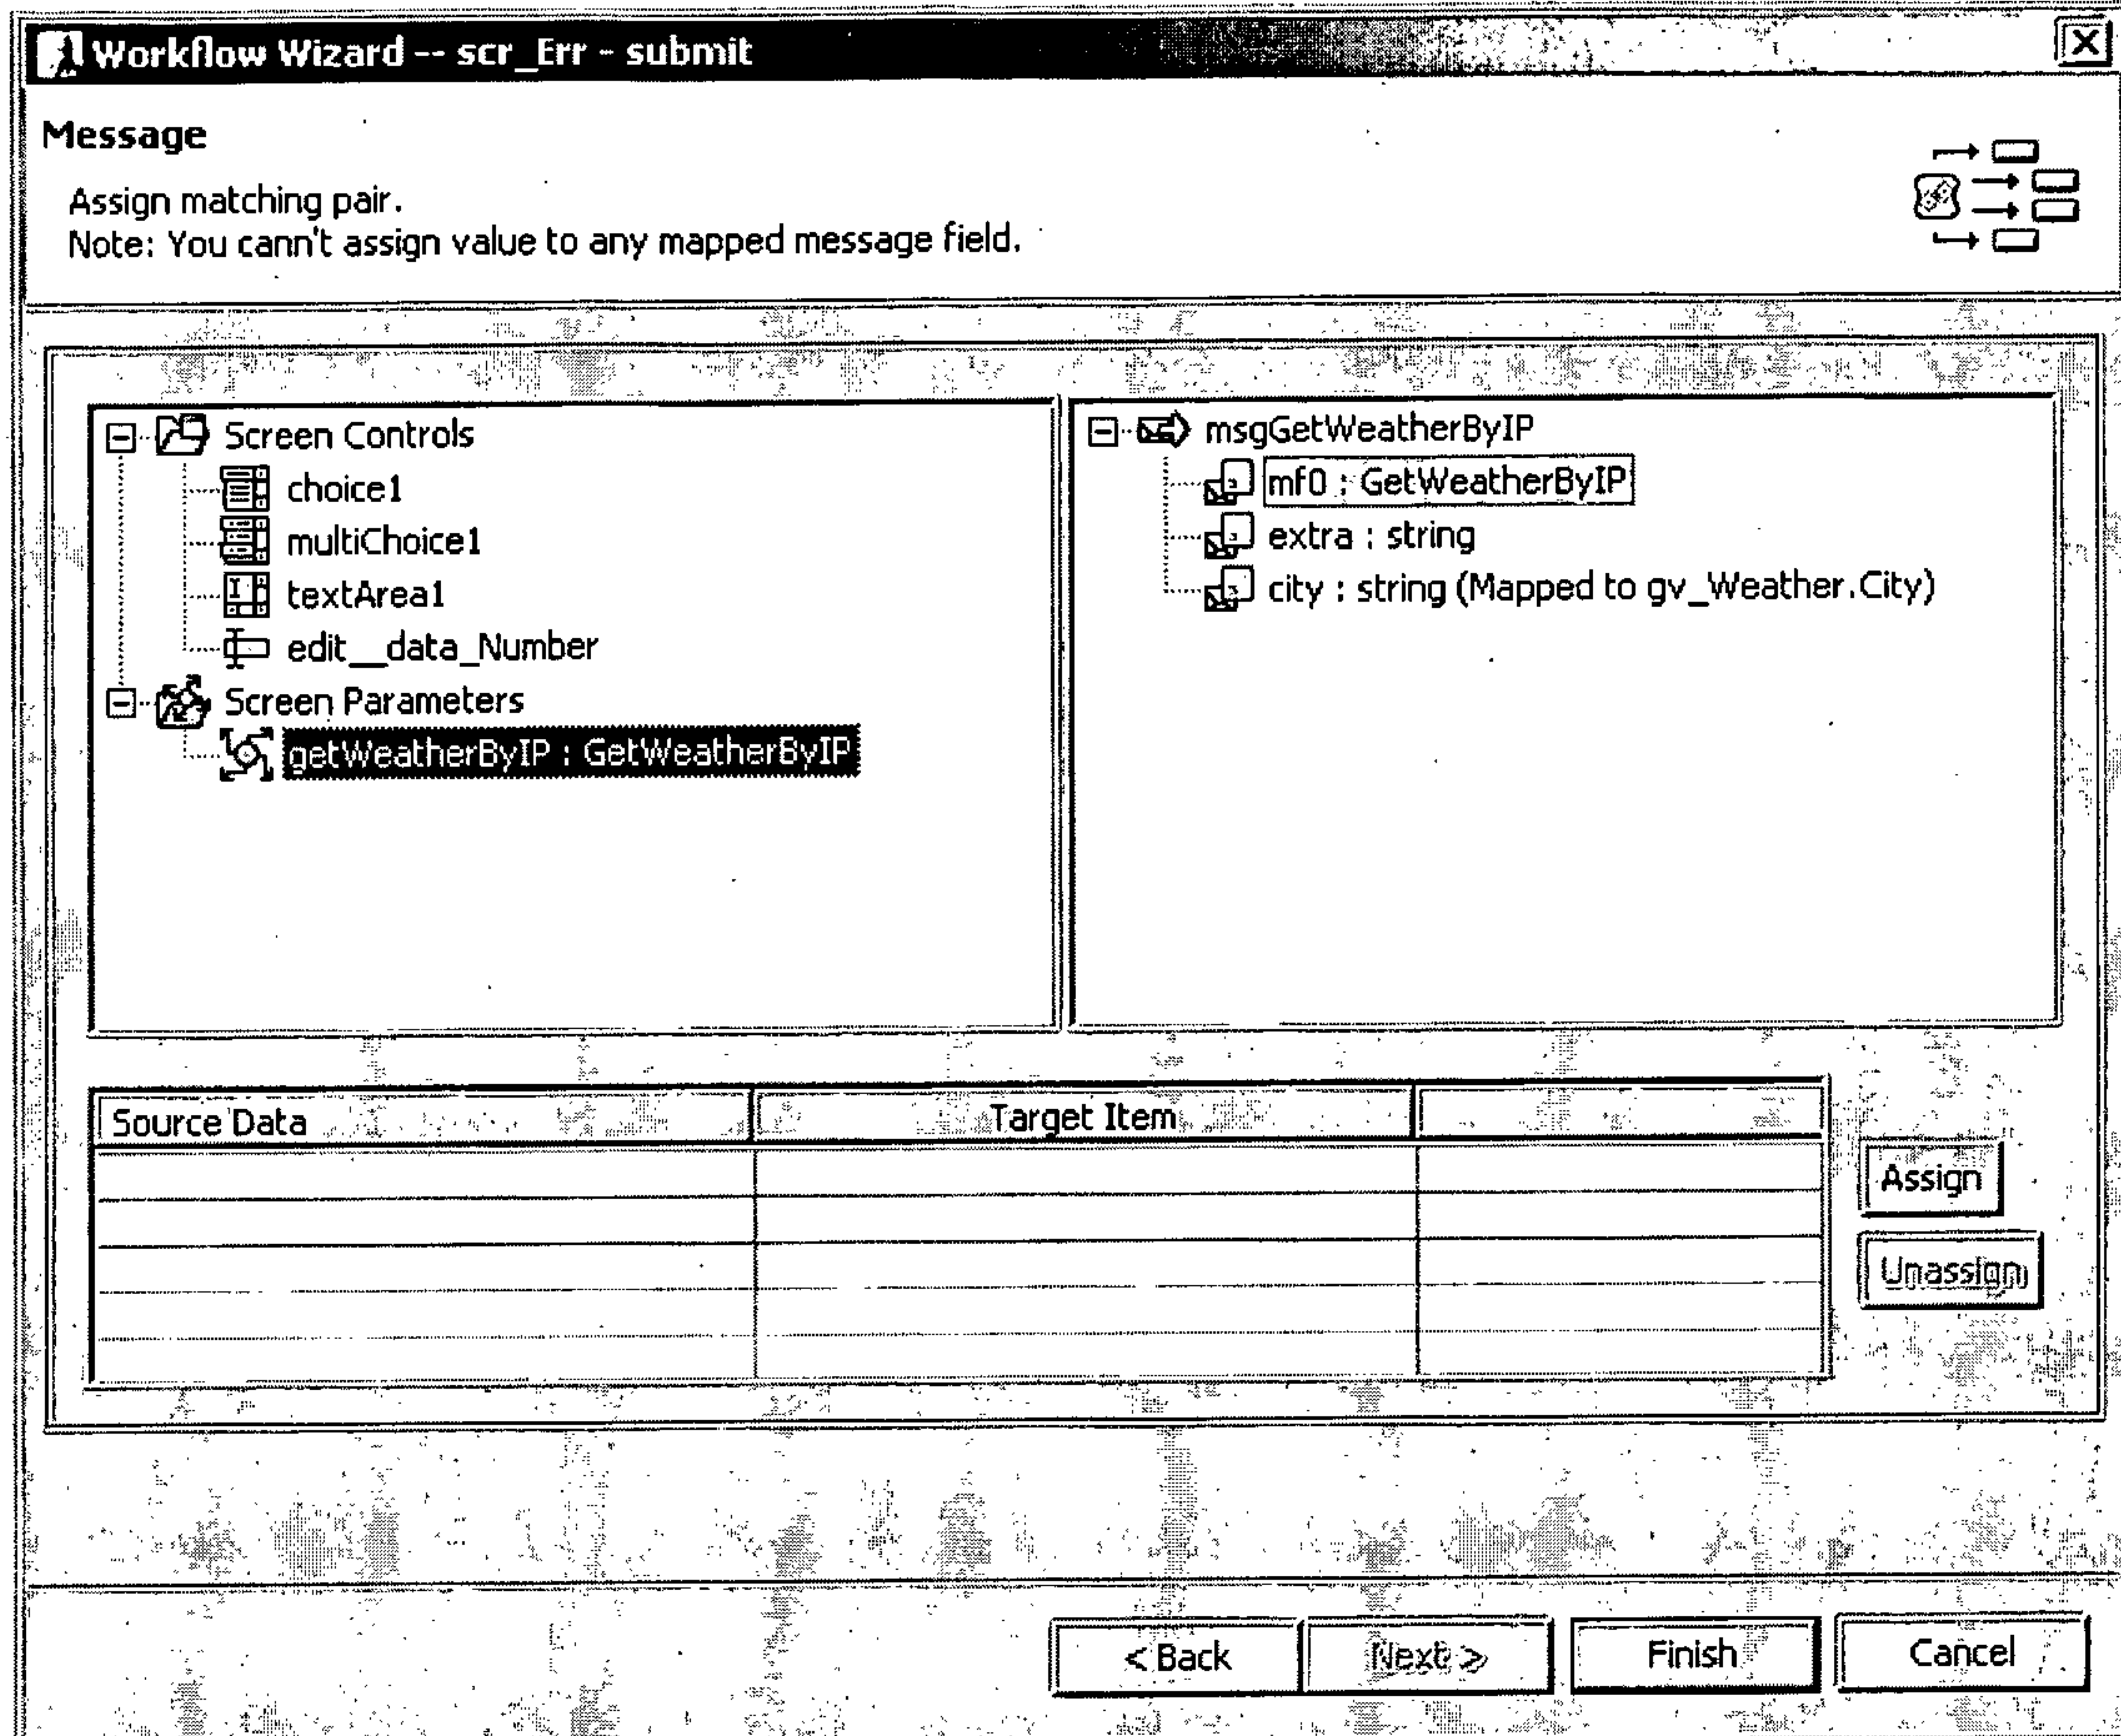 Workflow Wizard -- scr_Err - submit
Message
Assign matching pair.
Note: You cann't assign value to any mapped message field.
Screen Controls
choice1
multiChoice1
textArea1
edit__data_Number
Screen Parameters
getWeatherByIP : GetWeatherByIP
msgGetWeatherByIP
mf0 : GetWeatherByIP
extra : string
city : string (Mapped to gv_Weather.City)
Source Data
Target Item
Assign
Unassign
< Back
Next >
Finish
Cancel